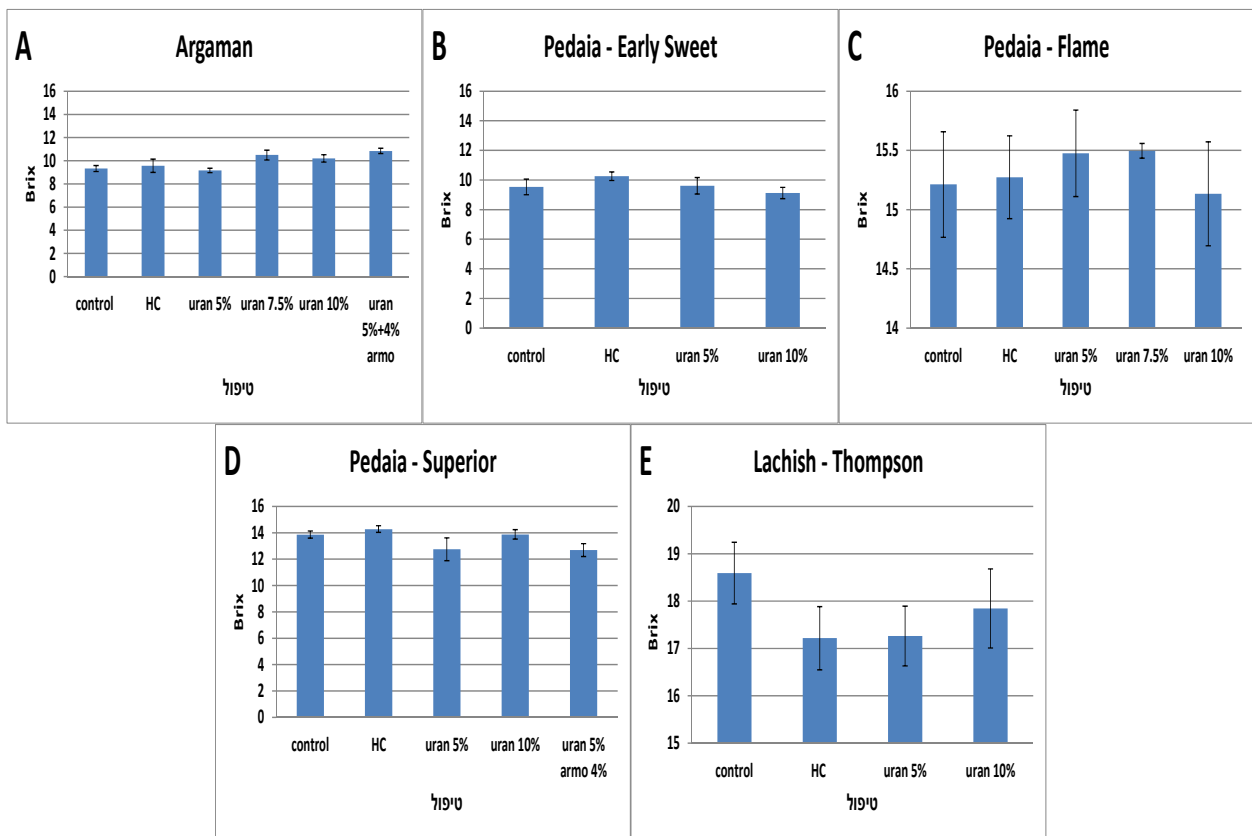 A
Argaman
Brix
16
14
12
10
8
6
4
2
0
control HC uran 5% uran 7.5% uran 10% uran
5%+4%
armo
טיפול
B
Pedaia - Early Sweet
Brix
16
14
12
10
8
6
4
2
0
control HC uran 5% uran 10%
טיפול
C
Pedaia - Flame
Brix
16
15.5
15
14.5
14
control HC uran 5% uran 7.5% uran 10%
טיפול
D
Pedaia - Superior
Brix
16
14
12
10
8
6
4
2
0
control HC uran 5% uran 10% uran 5%
armo 4%
טיפול
E
Lachish - Thompson
Brix
20
19
18
17
16
15
control HC uran 5% uran 10%
טיפול